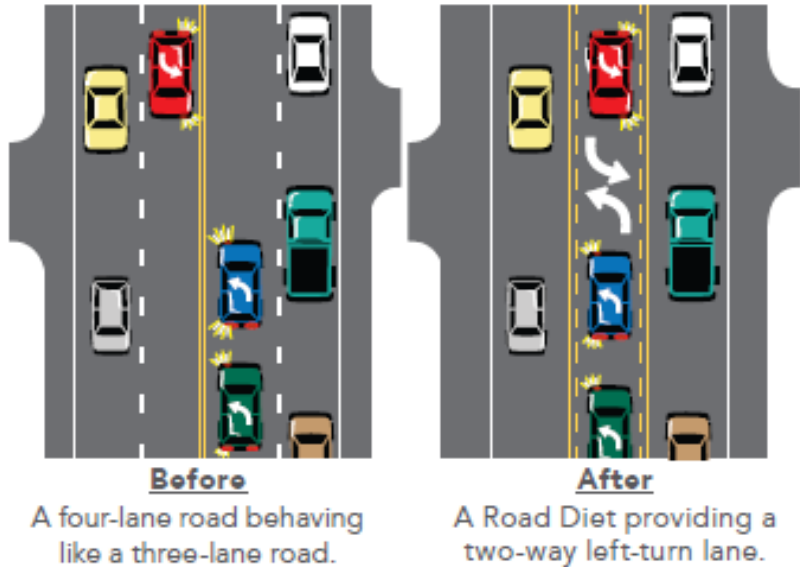 Before
A four-lane road behaving
like a three-lane road.
After
A Road Diet providing a
two-way left-turn lane.